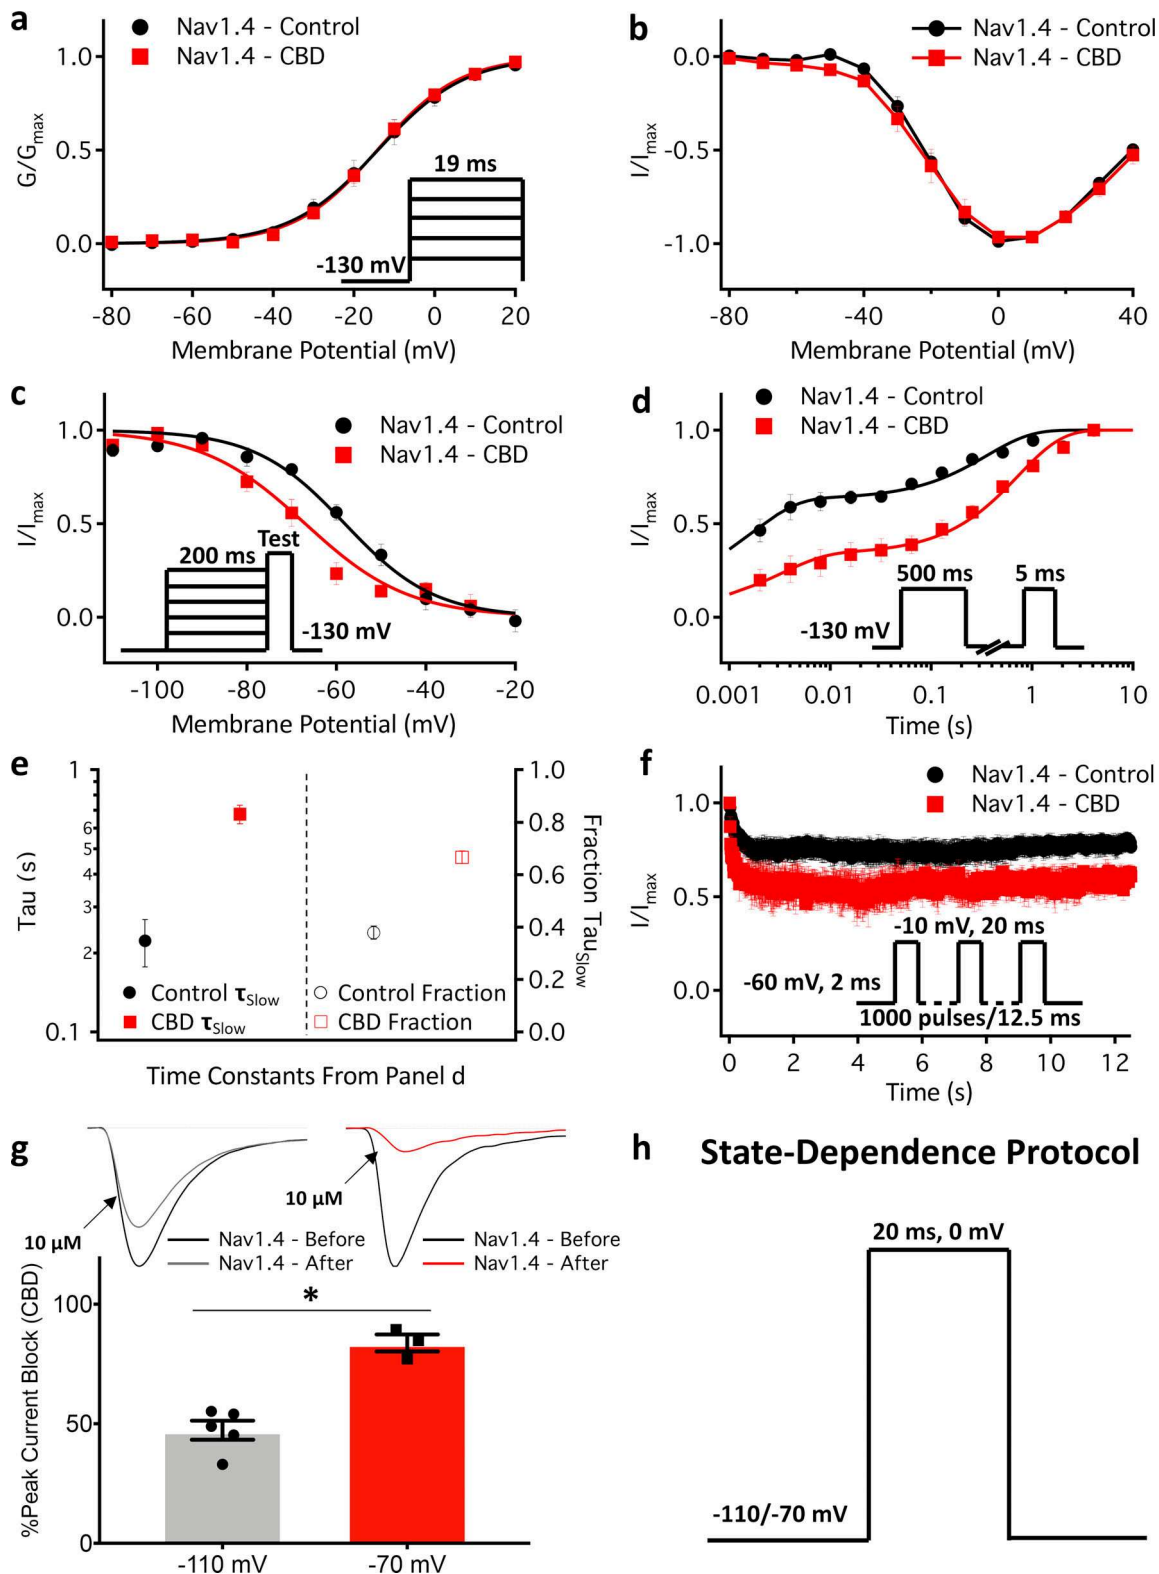 a
Nav1.4 - Control
Nav1.4 - CBD
1.0
0.5
0.0
G/Gmax
19 ms
-130 mV
-80 -60 -40 -20 0 20
Membrane Potential (mV)
b
Nav1.4 - Control
Nav1.4 - CBD
0.0
-0.5
-1.0
I/Imax
-80 -40 0 40
Membrane Potential (mV)
c
Nav1.4 - Control
Nav1.4 - CBD
1.0
0.5
0.0
I/Imax
Test
200 ms
-130 mV
-100 -80 -60 -40 -20
Membrane Potential (mV)
d
Nav1.4 - Control
Nav1.4 - CBD
1.0
0.5
0.0
I/Imax
500 ms 5 ms
-130 mV
0.001 0.01 0.1 1 10
Time (s)
e
1
6
5
4
3
2
0.1
Tau (s)
1.0
0.8
0.6
0.4
0.2
0.0
Fraction TauSlow
Control τSlow
CBD τSlow
Control Fraction
CBD Fraction
Time Constants From Panel d
f
Nav1.4 - Control
Nav1.4 - CBD
1.0
0.5
0.0
I/Imax
-10 mV, 20 ms
-60 mV, 2 ms
1000 pulses/12.5 ms
0 2 4 6 8 10 12
Time (s)
g
10 μM
10 μM
Nav1.4 - Before
Nav1.4 - After
Nav1.4 - Before
Nav1.4 - After
*
100
50
0
%Peak Current Block (CBD)
-110 mV -70 mV
h
State-Dependence Protocol
20 ms, 0 mV
-110/-70 mV